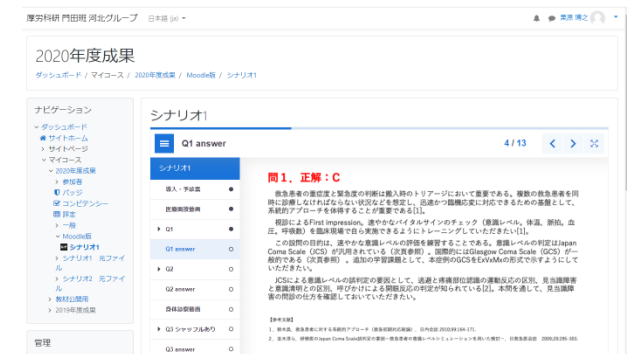 厚労科研 門田班 河北グループ 日本語 (ja)
栗原 博之
2020年度成果
ダッシュボード / マイコース / 2020年度成果 / Moodle版 / シナリオ1
ナビゲーション
ダッシュボード
サイトホーム
サイトページ
マイコース
2020年度成果
参加者
バッジ
コンピテンシー
評定
一般
Moodle版
シナリオ1
シナリオ1 元ファイ
ル
シナリオ2 元ファイ
ル
教材公開用
2019年度成果
管理
シナリオ1
Q1 answer
4 / 13
シナリオ1
導入・予診票
医療面接動画
Q1
Q1 answer
Q2
Q2 answer
身体診察動画
Q3 シャッフルあり
Q3 answer
問1．正解：C
救急患者の重症度と緊急度の判断は搬入時のトリアージにおいて重要である。複数の救急患者を同
時に診療しなければならない状況などを想定し、迅速かつ臨機応変に対応できるための基盤として、
系統的アプローチを体得することが重要である[1]。
視診によるFirst impression、速やかなバイタルサインのチェック（意識レベル、体温、脈拍、血
圧、呼吸数）を臨床現場で自ら実施できるようにトレーニングしていただきたい[1]。
この設問の目的は、速やかな意識レベルの評価を練習することである。意識レベルの判定はJapan
Coma Scale（JCS）が汎用されている（次頁参照）。国際的にはGlasgow Coma Scale（GCS）が一
般的である（次頁参照）。追加の学習課題として、本症例のGCSをExVxMxの形式で示すようにして
いただきたい。
JCSによる意識レベルの誤判定の要因として、逃避と疼痛部位認識の運動反応の区別、見当識障害
と意識清明との区別、呼びかけによる開眼反応の判定が知られている[2]。本問を通して、見当識障
害の問診の仕方を確認しておいていただきたい。
【参考文献】